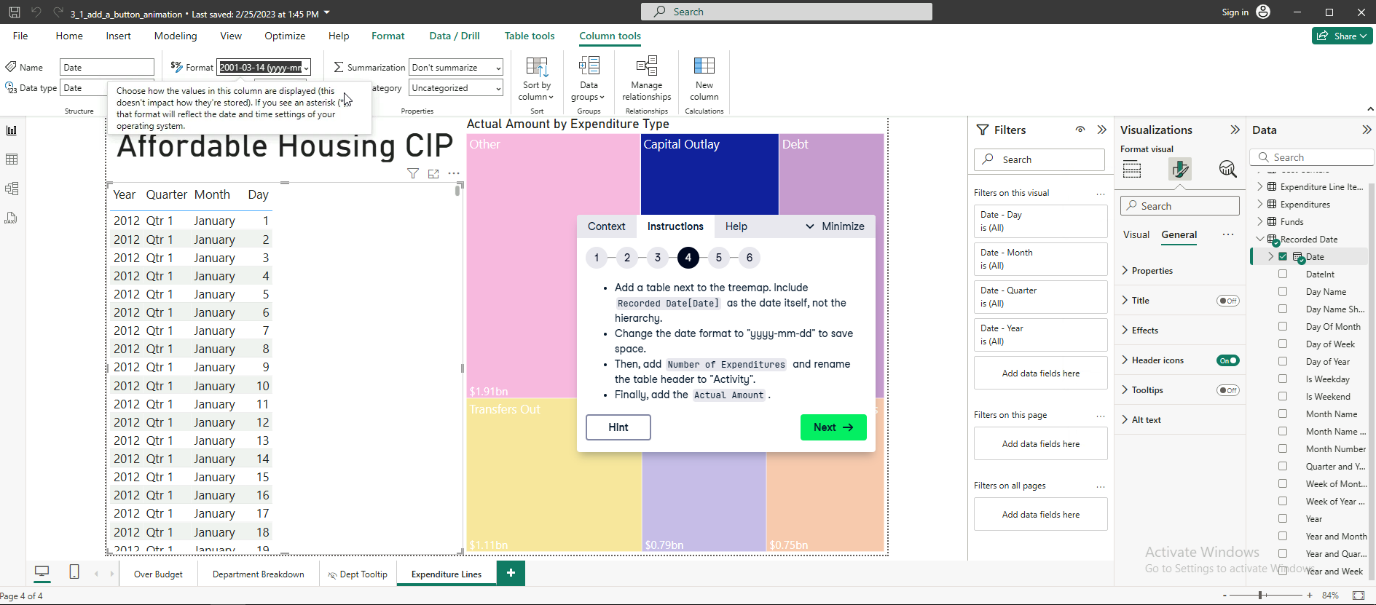 3_1_add_a_button_animation • Last saved: 2/25/2023 at 1:45 PM
Search
Sign in
File Home Insert Modeling View Optimize Help Format Data / Drill Table tools Column tools
Share
Name Date
Format 2001-03-14 (yyyy-mm
Summarization Don't summarize
Data type Date
ategory Uncategorized
Structure
Properties
Sort by column
Sort
Data groups
Groups
Manage relationships
Relationships
New column
Calculations
Choose how the values in this column are displayed (this
doesn't impact how they're stored). If you see an asterisk (*
that format will reflect the date and time settings of your
operating system.
Affordable Housing CIP
Year Quarter Month Day
2012 Qtr 1 January 1
2012 Qtr 1 January 2
2012 Qtr 1 January 3
2012 Qtr 1 January 4
2012 Qtr 1 January 5
2012 Qtr 1 January 6
2012 Qtr 1 January 7
2012 Qtr 1 January 8
2012 Qtr 1 January 9
2012 Qtr 1 January 10
2012 Qtr 1 January 11
2012 Qtr 1 January 12
2012 Qtr 1 January 13
2012 Qtr 1 January 14
2012 Qtr 1 January 15
2012 Qtr 1 January 16
2012 Qtr 1 January 17
2012 Qtr 1 January 18
2012 Qtr 1 January 19
Actual Amount by Expenditure Type
Other
Capital Outlay
Debt
$1.91bn
Transfers Out
$1.11bn
$0.79bn
$0.75bn
Context Instructions Help Minimize
1 2 3 4 5 6
• Add a table next to the treemap. Include
Recorded Date[Date] as the date itself, not the
hierarchy.
• Change the date format to "yyyy-mm-dd" to save
space.
• Then, add Number of Expenditures and rename
the table header to "Activity".
• Finally, add the Actual Amount .
Hint
Next →
Filters
Search
Filters on this visual ...
Date - Day
is (All)
Date - Month
is (All)
Date - Quarter
is (All)
Date - Year
is (All)
Add data fields here
Filters on this page ...
Add data fields here
Filters on all pages ...
Add data fields here
Visualizations
Format visual
Search
Visual General ...
Properties
Title Off
Effects
Header icons On
Tooltips Off
Alt text
Data
Search
Expenditure Line Ite...
Expenditures
Funds
Recorded Date
Date
DateInt
Day Name
Day Name Sh...
Day Of Month
Day of Week
Day of Year
Is Weekday
Is Weekend
Month Name
Month Name ...
Month Number
Quarter and Y...
Week of Mont...
Week of Year ...
Year
Year and Month
Year and Quar...
Year and Week
Activate Windows
Go to Settings to activate Windows.
Over Budget Department Breakdown Dept Tooltip Expenditure Lines +
Page 4 of 4
- + 84%